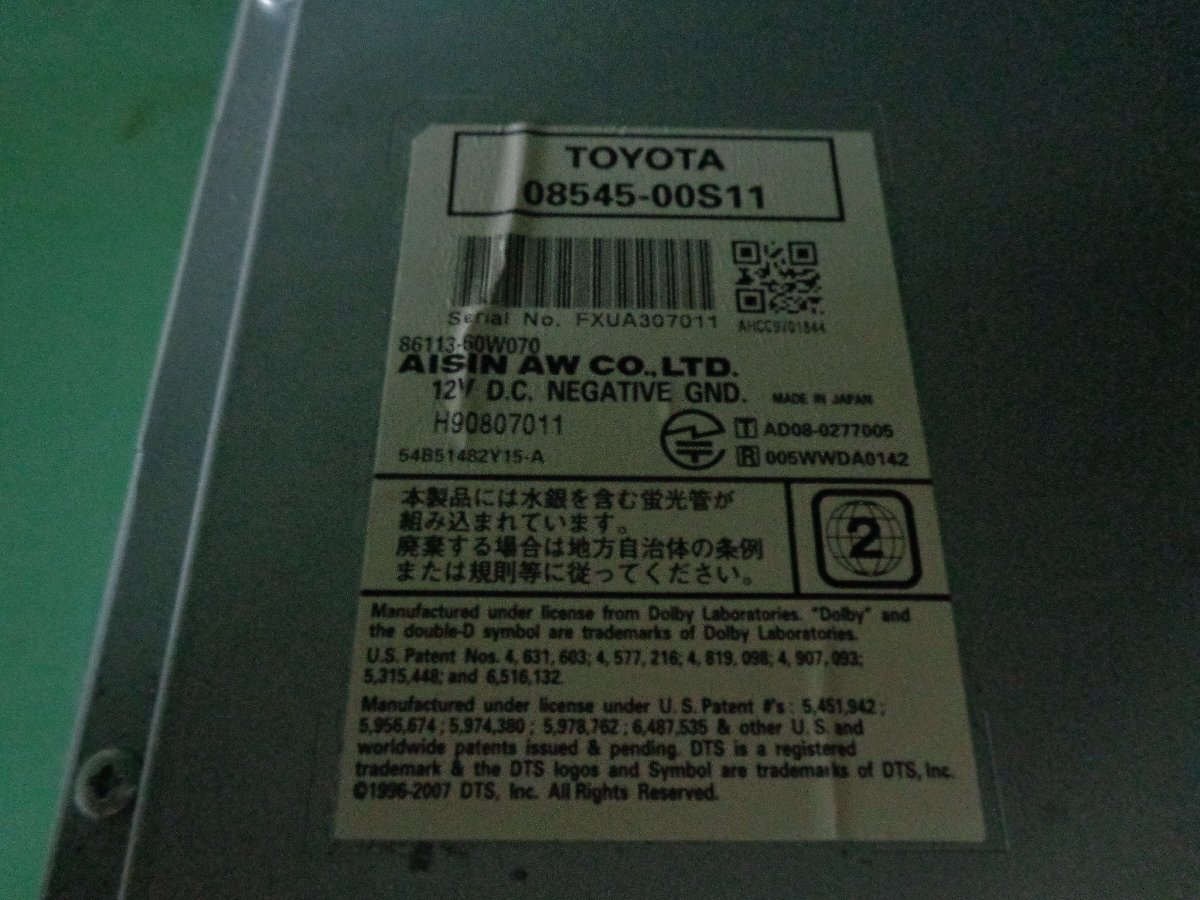 TOYOTA
08545-00S11
Serial No. FXUA307011
AHCC9701844
86113-60W070
AISIN AW CO.,LTD.
12V D.C. NEGATIVE GND. MADE IN JAPAN
H90807011
T AD08-0277005
54B51482Y15-A
R 005WWDA0142
本製品には水銀を含む蛍光管が
組み込まれています。
廃棄する場合は地方自治体の条例
または規則等に従ってください。
2
Manufactured under license from Dolby Laboratories. "Dolby" and
the double-D symbol are trademarks of Dolby Laboratories.
U.S. Patent Nos. 4, 631, 603; 4, 577, 216; 4, 819, 098; 4, 907, 093;
5,315,448; and 6,516,132.
Manufactured under license under U.S. Patent #'s : 5,451,942 ;
5,956,674 ; 5,974,380 ; 5,978,762 ; 6,487,535 & other U.S. and
worldwide patents issued & pending. DTS is a registered
trademark & the DTS logos and Symbol are trademarks of DTS, Inc.
©1996-2007 DTS, Inc. All Rights Reserved.